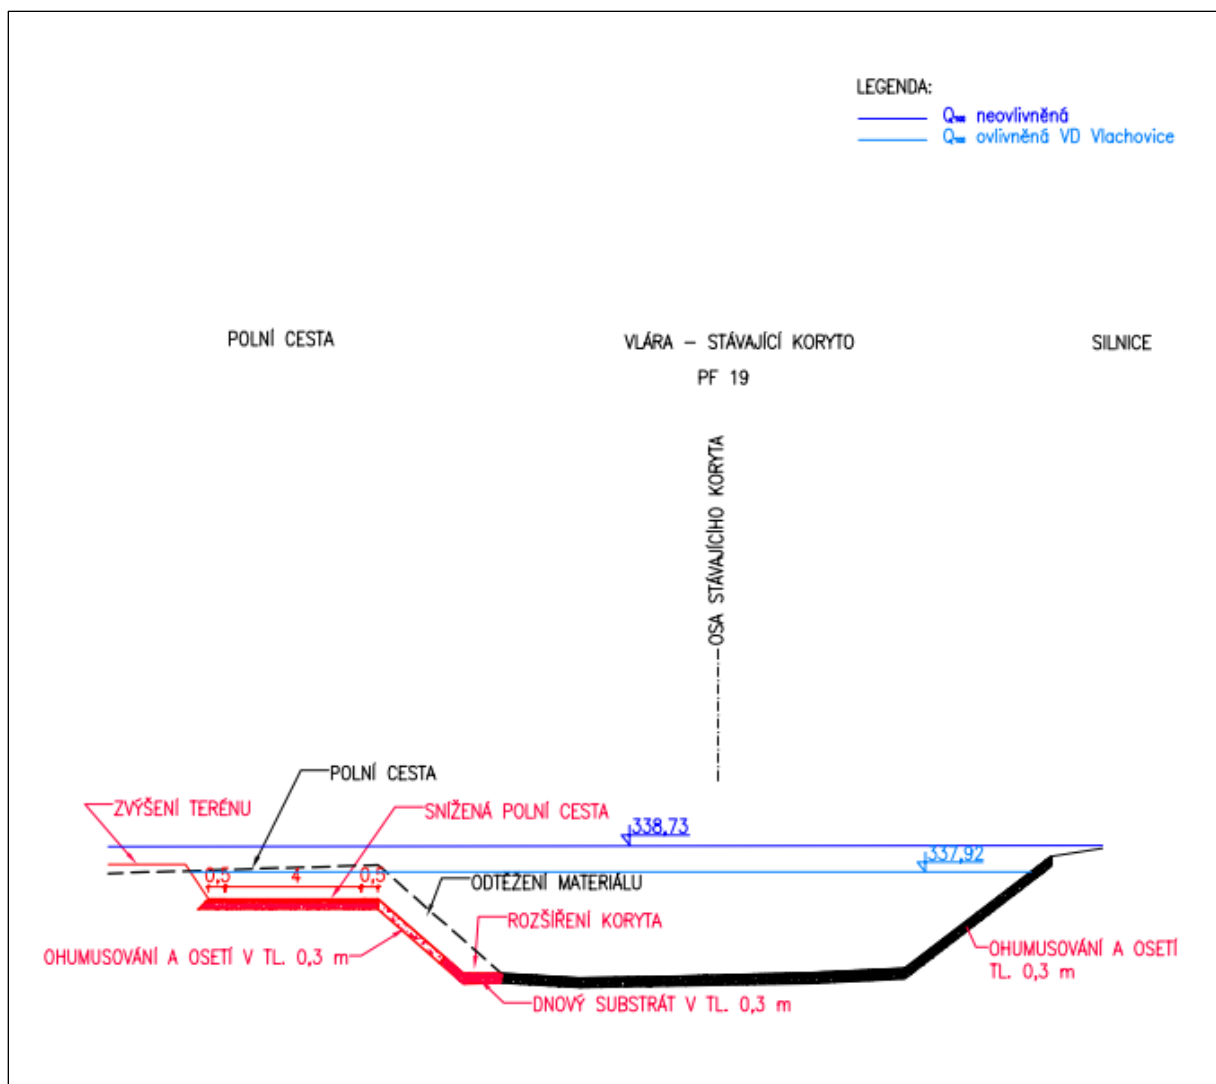 LEGENDA:
Q₁₀₀ neovlivněná
Q₁₀₀ ovlivněná VD Vlachovice
POLNÍ CESTA
VLÁRA – STÁVAJÍCÍ KORYTO
SILNICE
PF 19
OSA STÁVAJÍCÍHO KORYTA
POLNÍ CESTA
ZVÝŠENÍ TERÉNU
SNÍŽENÁ POLNÍ CESTA
338,73
337,92
0,5
4
0,5
ODTĚŽENÍ MATERIÁLU
ROZŠÍŘENÍ KORYTA
OHUMUSOVÁNÍ A OSETÍ V TL. 0,3 m
OHUMUSOVÁNÍ A OSETÍ
TL. 0,3 m
DNOVÝ SUBSTRÁT V TL. 0,3 m